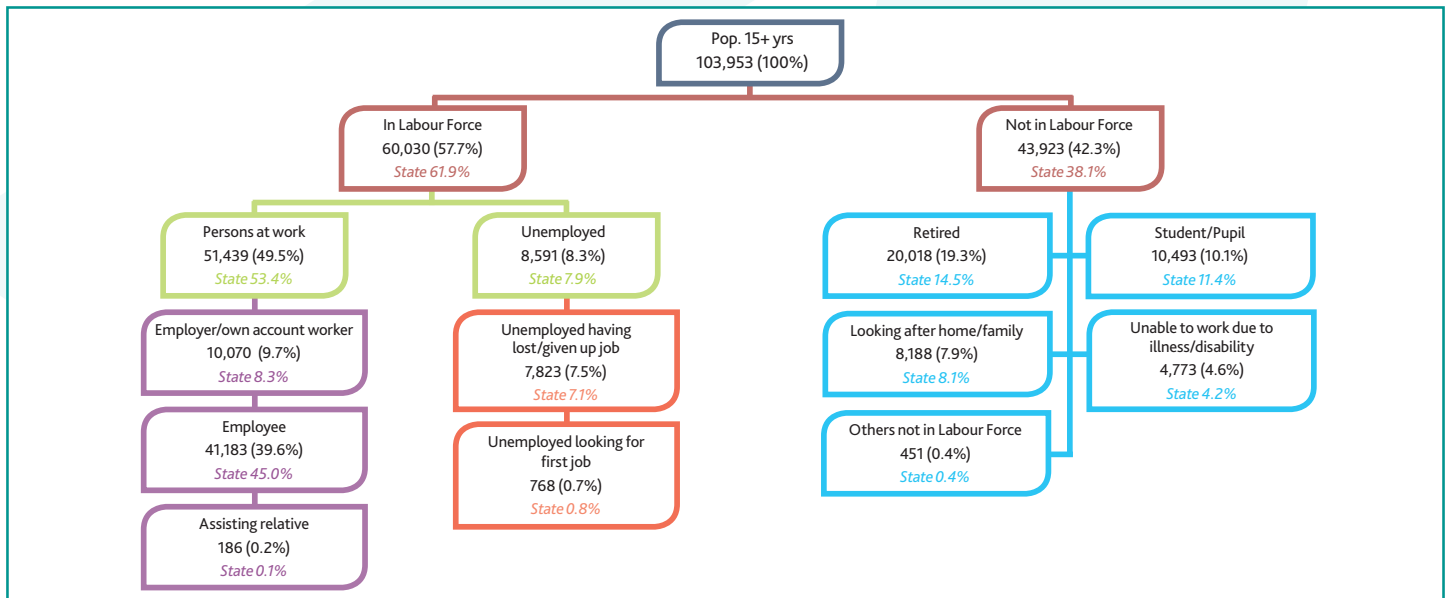 Pop. 15+ yrs
103,953 (100%)
In Labour Force
60,030 (57.7%)
State 61.9%
Not in Labour Force
43,923 (42.3%)
State 38.1%
Persons at work
51,439 (49.5%)
State 53.4%
Unemployed
8,591 (8.3%)
State 7.9%
Retired
20,018 (19.3%)
State 14.5%
Student/Pupil
10,493 (10.1%)
State 11.4%
Employer/own account worker
10,070 (9.7%)
State 8.3%
Unemployed having
lost/given up job
7,823 (7.5%)
State 7.1%
Looking after home/family
8,188 (7.9%)
State 8.1%
Unable to work due to
illness/disability
4,773 (4.6%)
State 4.2%
Employee
41,183 (39.6%)
State 45.0%
Unemployed looking for
first job
768 (0.7%)
State 0.8%
Others not in Labour Force
451 (0.4%)
State 0.4%
Assisting relative
186 (0.2%)
State 0.1%